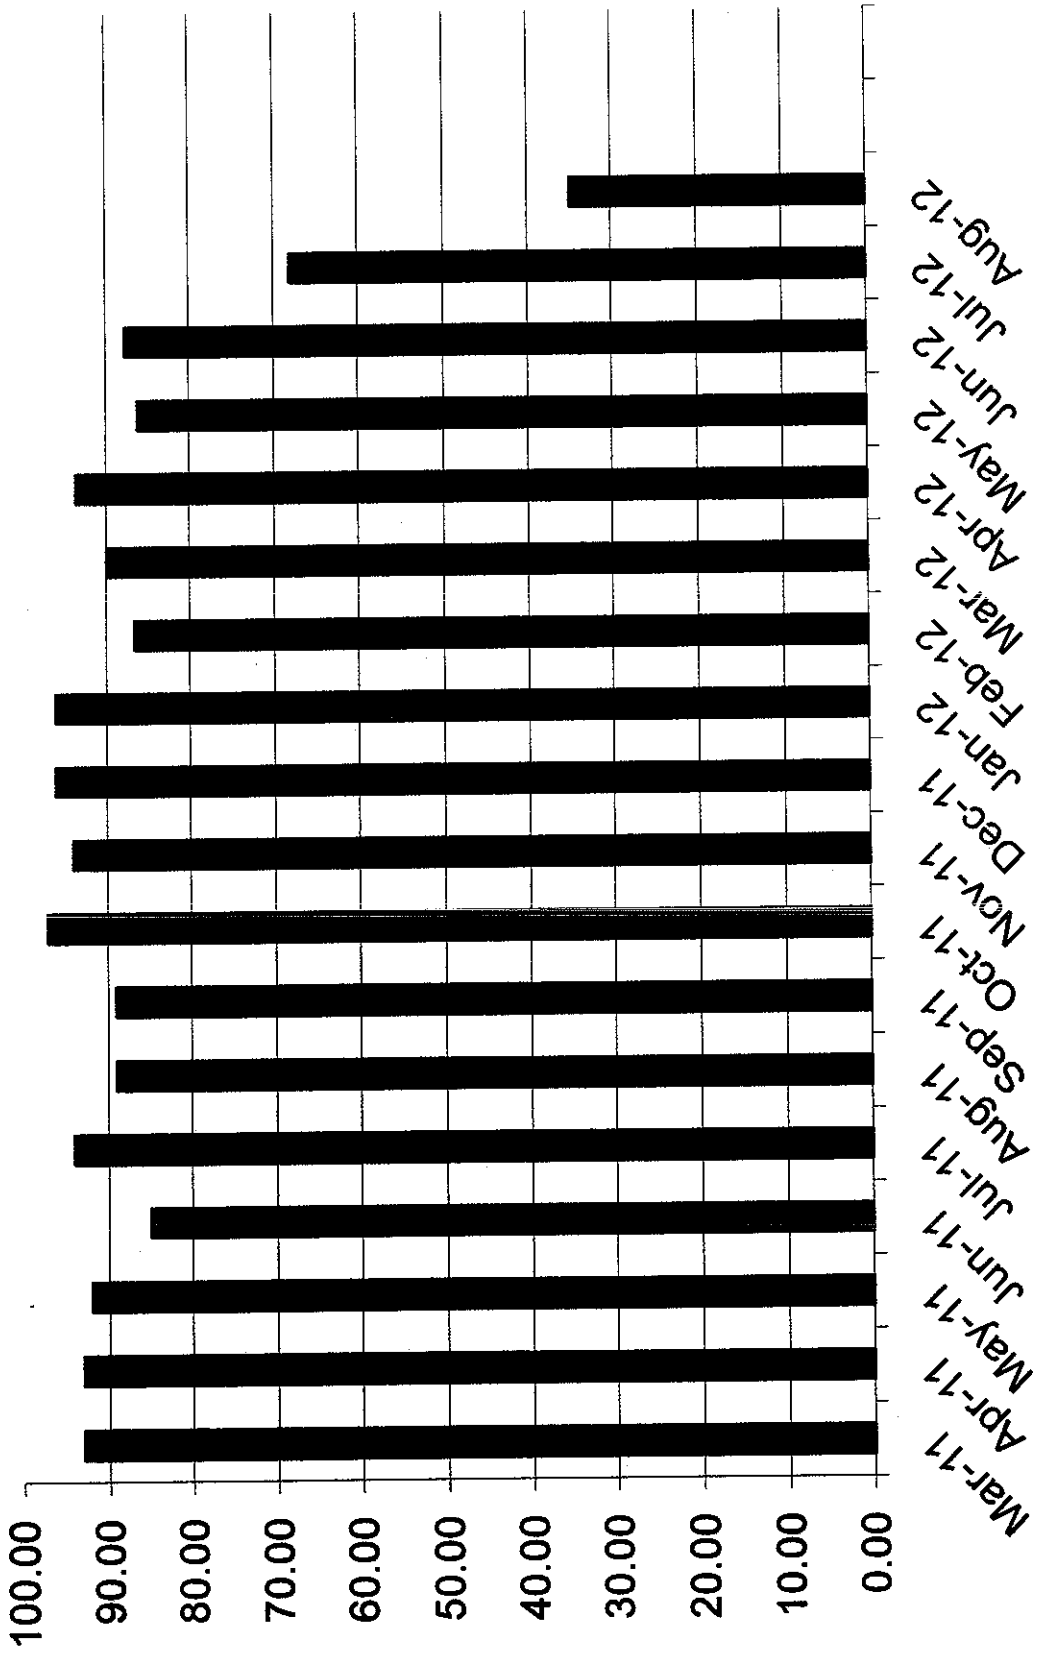 100.00
90.00
80.00
70.00
60.00
50.00
40.00
30.00
20.00
10.00
0.00
Mar-11
Apr-11
May-11
Jun-11
Jul-11
Aug-11
Sep-11
Oct-11
Nov-11
Dec-11
Jan-12
Feb-12
Mar-12
Apr-12
May-12
Jun-12
Jul-12
Aug-12